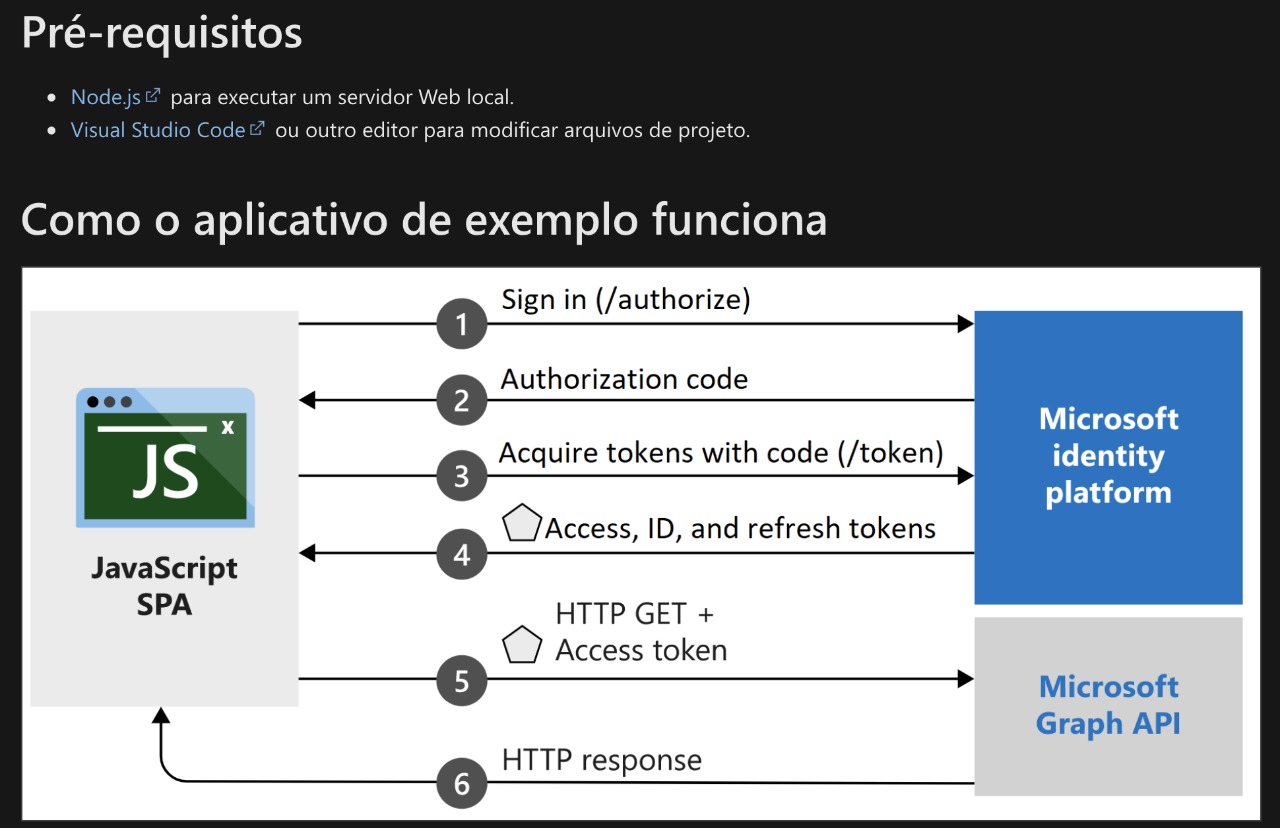 Pré-requisitos
Node.js para executar um servidor Web local.
Visual Studio Code ou outro editor para modificar arquivos de projeto.
Como o aplicativo de exemplo funciona
1 Sign in (/authorize)
2 Authorization code
3 Acquire tokens with code (/token)
4 Access, ID, and refresh tokens
5 HTTP GET +
Access token
6 HTTP response
x
JS
JavaScript
SPA
Microsoft
identity
platform
Microsoft
Graph API